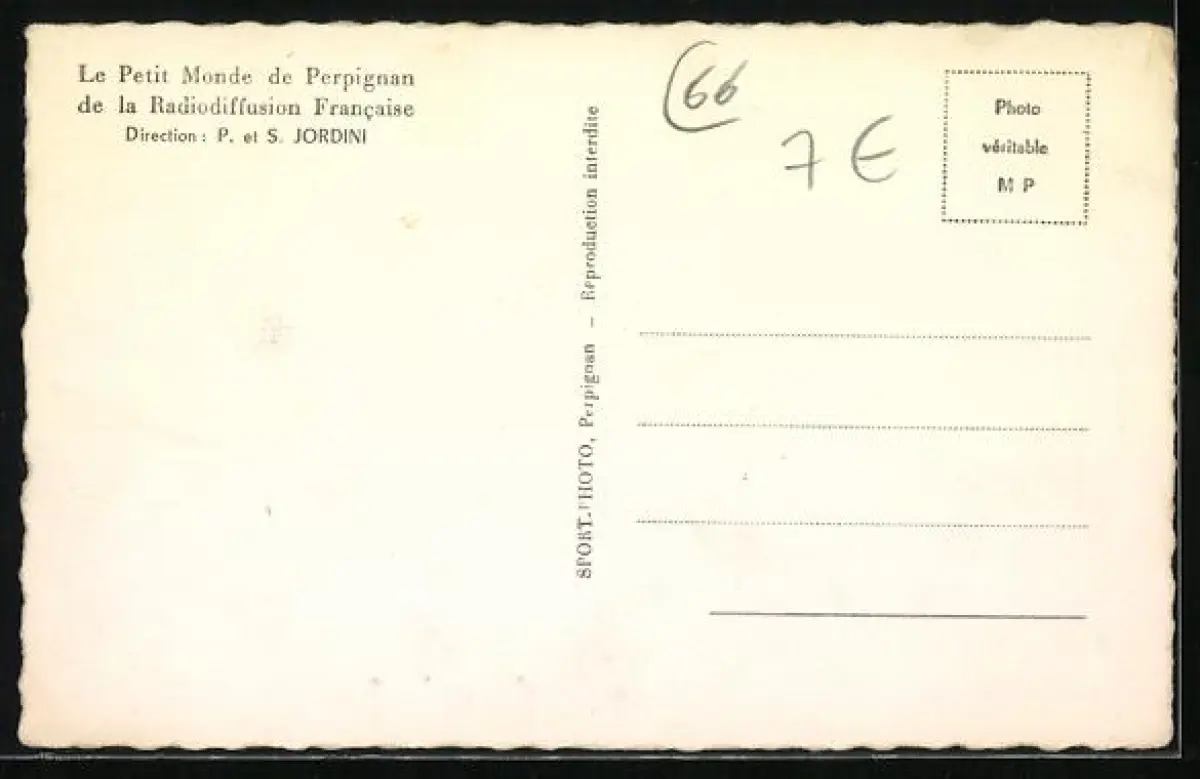 Le Petit Monde de Perpignan
de la Radiodiffusion Française
Direction : P. et S. JORDINI
SPORT-PHOTO, Perpignan – Reproduction interdite
66
7 €
Photo
véritable
M P